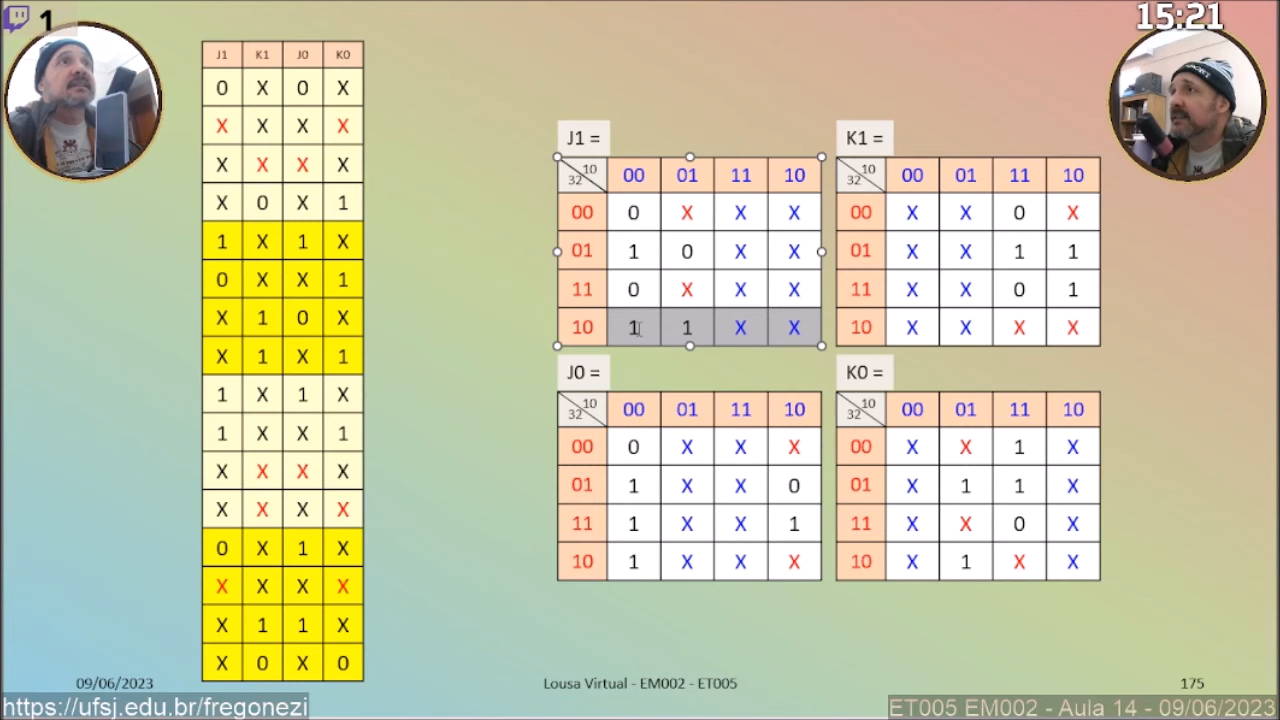 1
15:21
J1 K1 J0 K0
0 X 0 X
X X X X
X X X X
X 0 X 1
1 X 1 X
0 X X 1
X 1 0 X
X 1 X 1
1 X 1 X
1 X X 1
X X X X
X X X X
0 X 1 X
X X X X
X 1 1 X
X 0 X 0
J1 =
32 10 00 01 11 10
00 0 X X X
01 1 0 X X
11 0 X X X
10 1 1 X X
K1 =
32 10 00 01 11 10
00 X X 0 X
01 X X 1 1
11 X X 0 1
10 X X X X
J0 =
32 10 00 01 11 10
00 0 X X X
01 1 X X 0
11 1 X X 1
10 1 X X X
K0 =
32 10 00 01 11 10
00 X X 1 X
01 X 1 1 X
11 X X 0 X
10 X 1 X X
09/06/2023
Lousa Virtual - EM002 - ET005
175
https://ufsj.edu.br/fregonezi
ET005 EM002 - Aula 14 - 09/06/2023